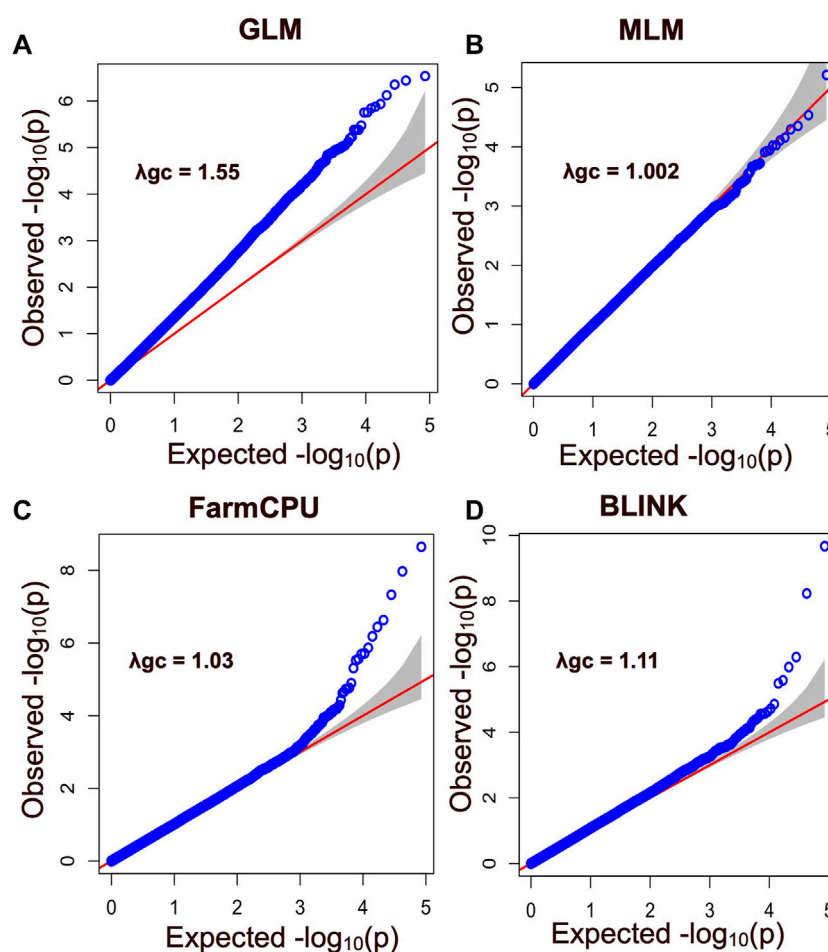 A
GLM
λgc = 1.55
Observed -log₁₀(p)
0
1
2
3
4
5
6
0 1 2 3 4 5
Expected -log₁₀(p)
B
MLM
λgc = 1.002
Observed -log₁₀(p)
0
1
2
3
4
5
0 1 2 3 4 5
Expected -log₁₀(p)
C
FarmCPU
λgc = 1.03
Observed -log₁₀(p)
0
2
4
6
8
0 1 2 3 4 5
Expected -log₁₀(p)
D
BLINK
λgc = 1.11
Observed -log₁₀(p)
0
2
4
6
8
10
0 1 2 3 4 5
Expected -log₁₀(p)